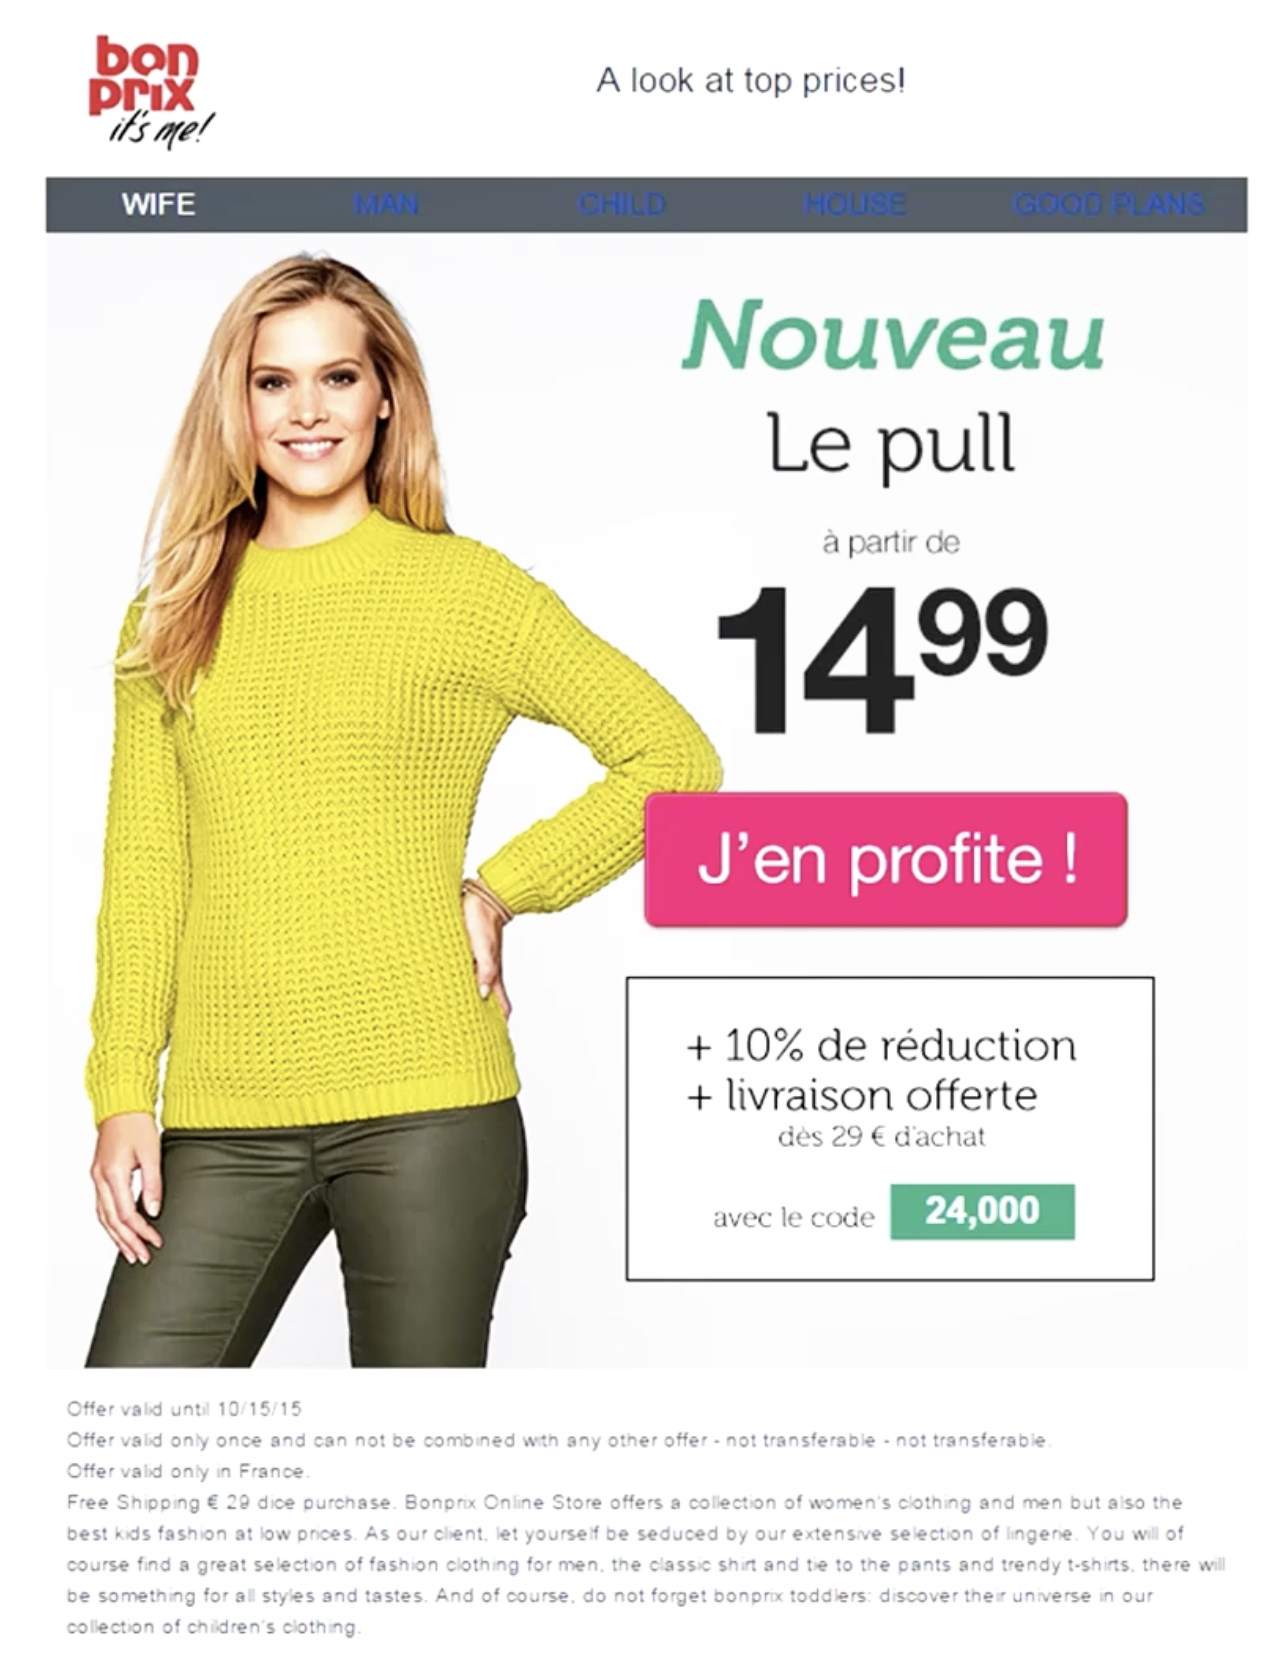 bon
prix
it's me!
A look at top prices!
WIFE MAN CHILD HOUSE GOOD PLANS
Nouveau
Le pull
à partir de
1499
J'en profite !
+ 10% de réduction
+ livraison offerte
dès 29 € d'achat
avec le code 24,000
Offer valid until 10/15/15
Offer valid only once and can not be combined with any other offer - not transferable - not transferable.
Offer valid only in France.
Free Shipping € 29 dice purchase. Bonprix Online Store offers a collection of women's clothing and men but also the
best kids fashion at low prices. As our client, let yourself be seduced by our extensive selection of lingerie. You will of
course find a great selection of fashion clothing for men, the classic shirt and tie to the pants and trendy t-shirts, there will
be something for all styles and tastes. And of course, do not forget bonprix toddlers: discover their universe in our
collection of children's clothing.